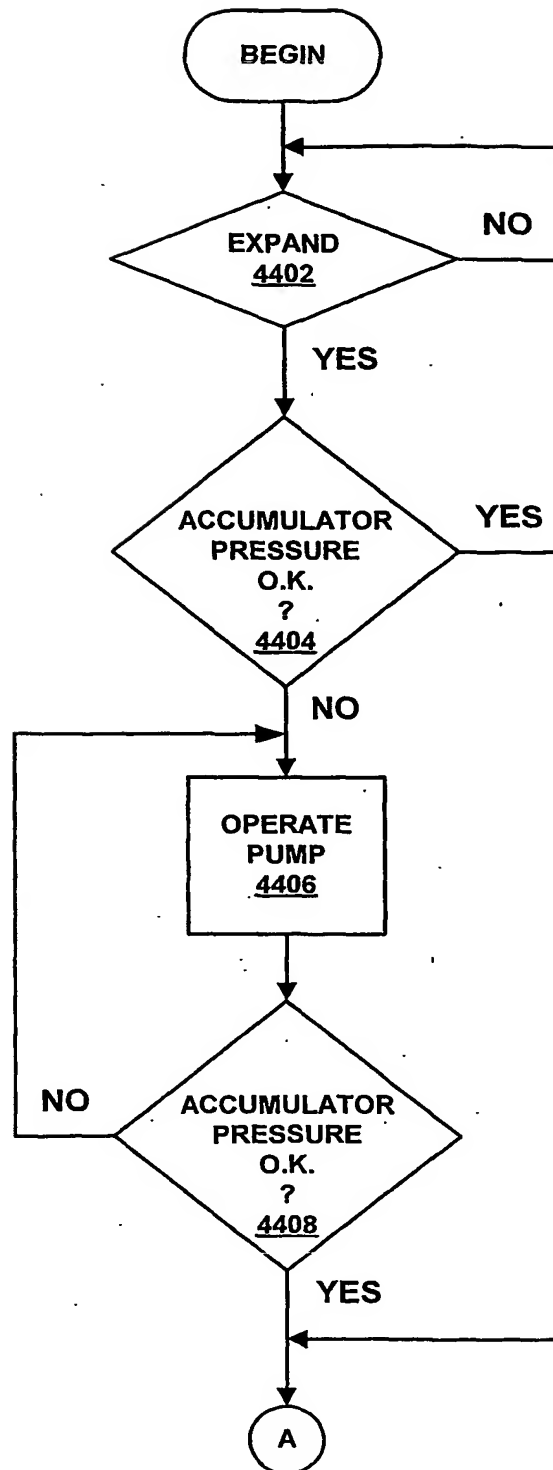 BEGIN
EXPAND
4402
NO
YES
ACCUMULATOR
PRESSURE
O.K.
?
4404
YES
NO
OPERATE
PUMP
4406
ACCUMULATOR
PRESSURE
O.K.
?
4408
NO
YES
A